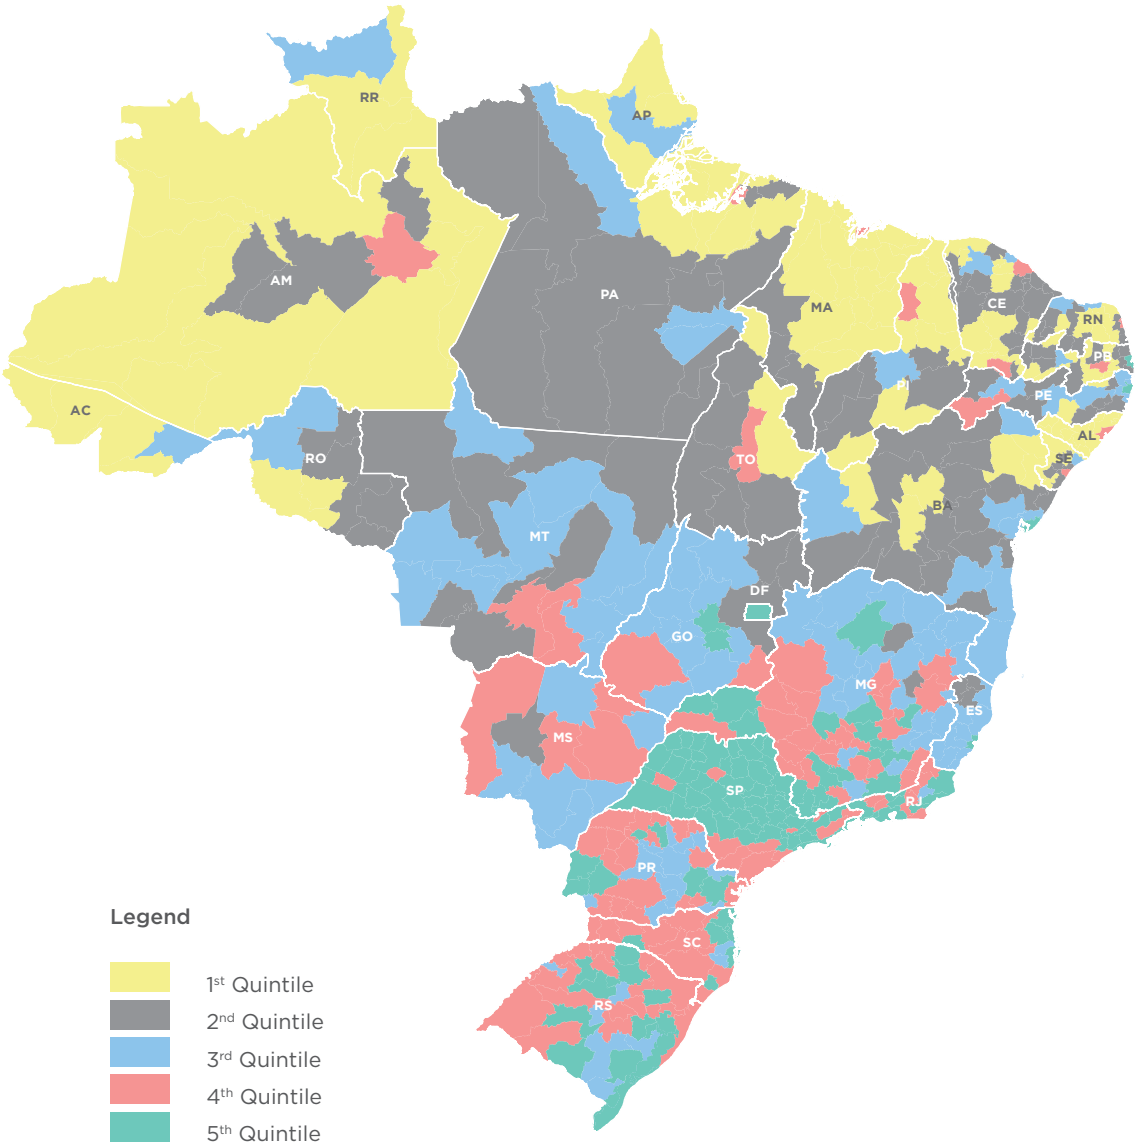 RR
AP
AM
PA
MA
CE
RN
PB
PI
PE
AC
AL
TO
RO
SE
BA
MT
DF
GO
MG
ES
MS
SP
RJ
PR
SC
RS
Legend
1st Quintile
2nd Quintile
3rd Quintile
4th Quintile
5th Quintile